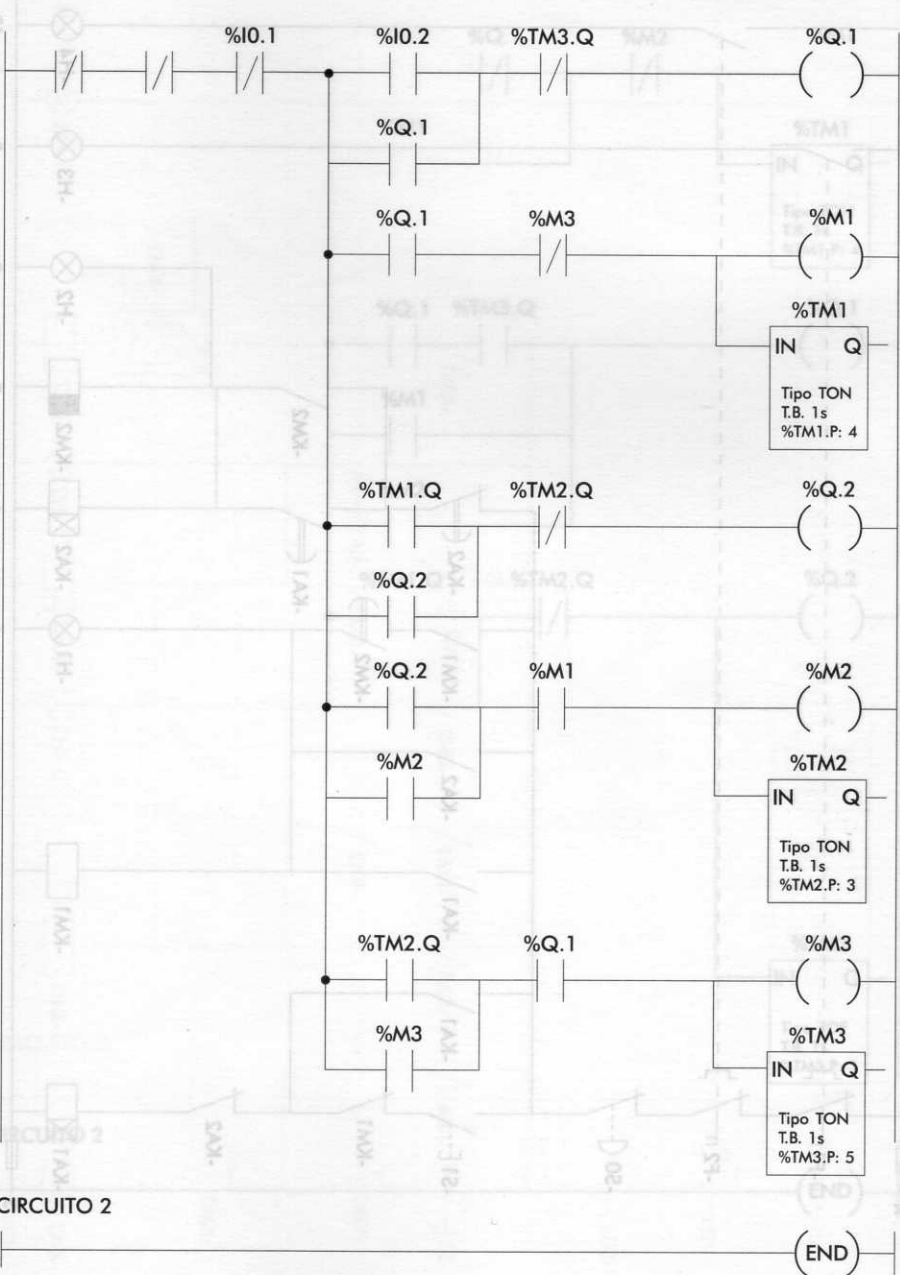 %I0.1 %I0.2 %TM3.Q %Q.1
%Q.1
%Q.1 %M3 %M1
%TM1
IN Q
Tipo TON
T.B. 1s
%TM1.P: 4
%TM1.Q %TM2.Q %Q.2
%Q.2
%Q.2 %M1 %M2
%M2
%TM2
IN Q
Tipo TON
T.B. 1s
%TM2.P: 3
%TM2.Q %Q.1 %M3
%M3
%TM3
IN Q
Tipo TON
T.B. 1s
%TM3.P: 5
CIRCUITO 2
END